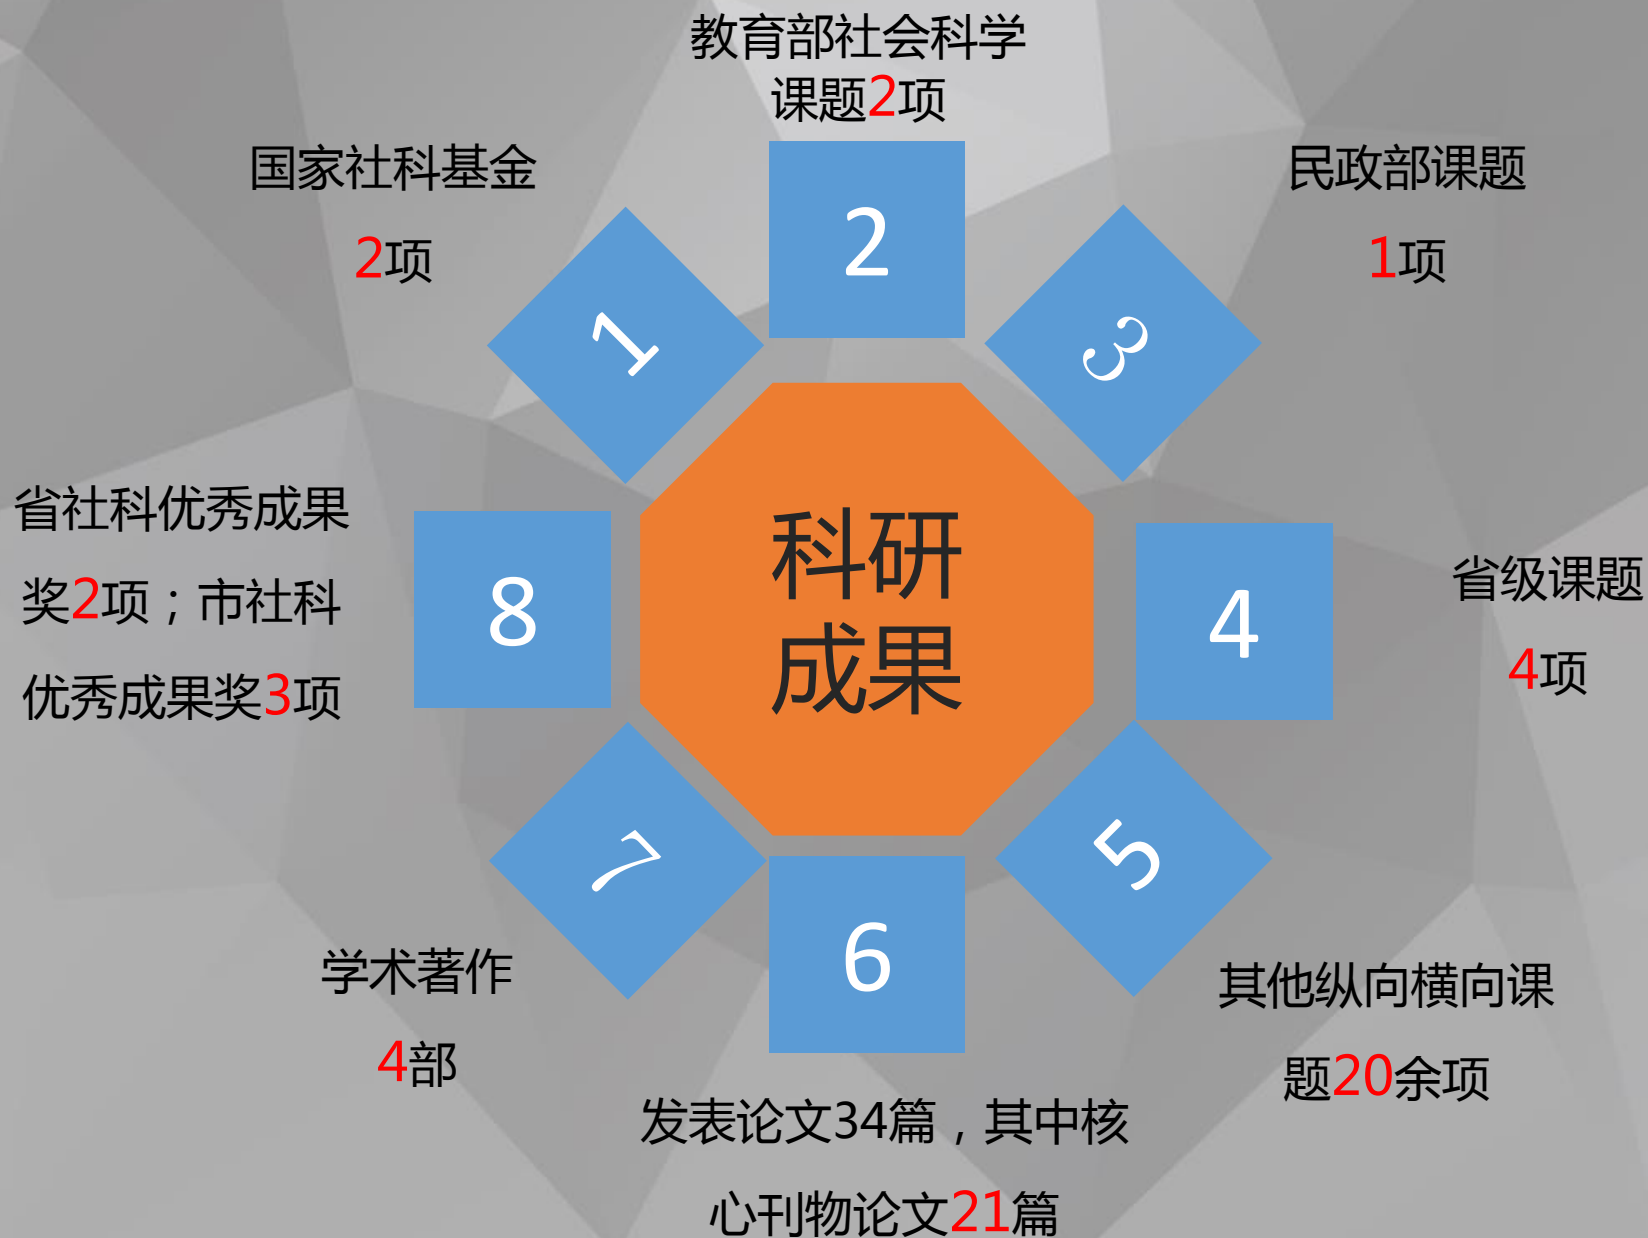 教育部社会科学
课题2项
国家社科基金
2项
民政部课题
1项
2
1
3
省社科优秀成果
奖2项；市社科
优秀成果奖3项
8
科研
成果
4
省级课题
4项
7
5
6
学术著作
4部
其他纵向横向课
题20余项
发表论文34篇，其中核
心刊物论文21篇